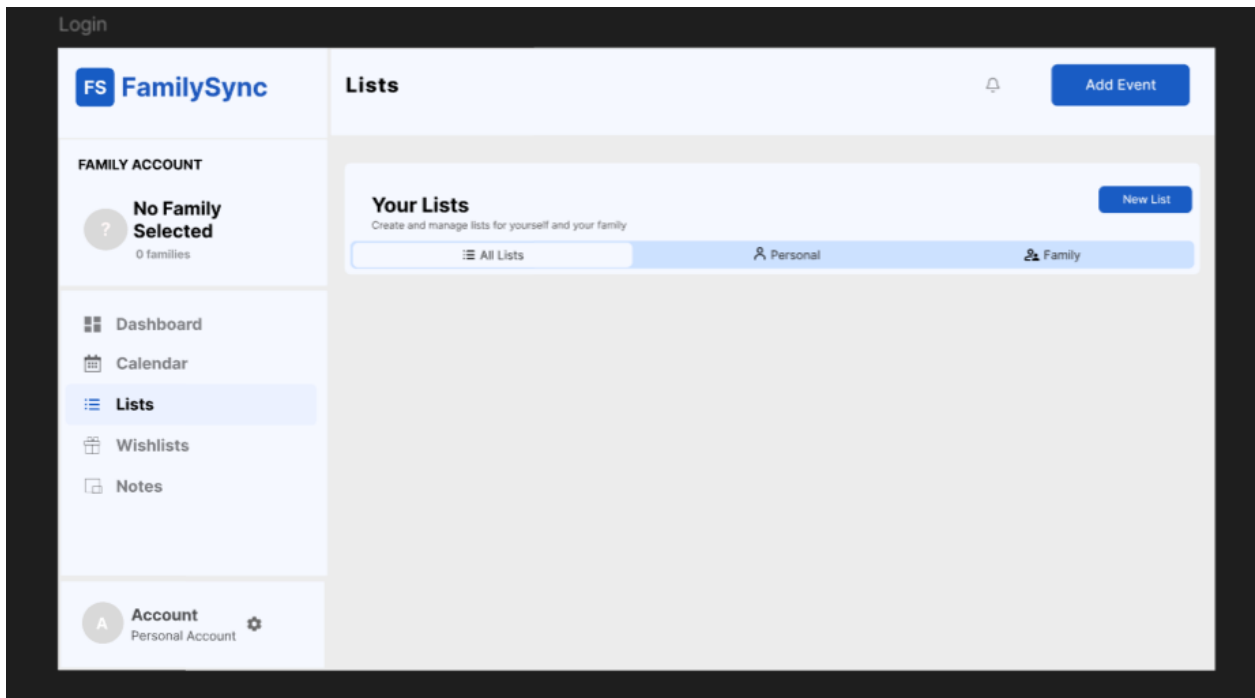 Login
FS FamilySync
Lists
Add Event
FAMILY ACCOUNT
?
No Family
Selected
0 families
Your Lists
Create and manage lists for yourself and your family
New List
All Lists
Personal
Family
Dashboard
Calendar
Lists
Wishlists
Notes
A
Account
Personal Account